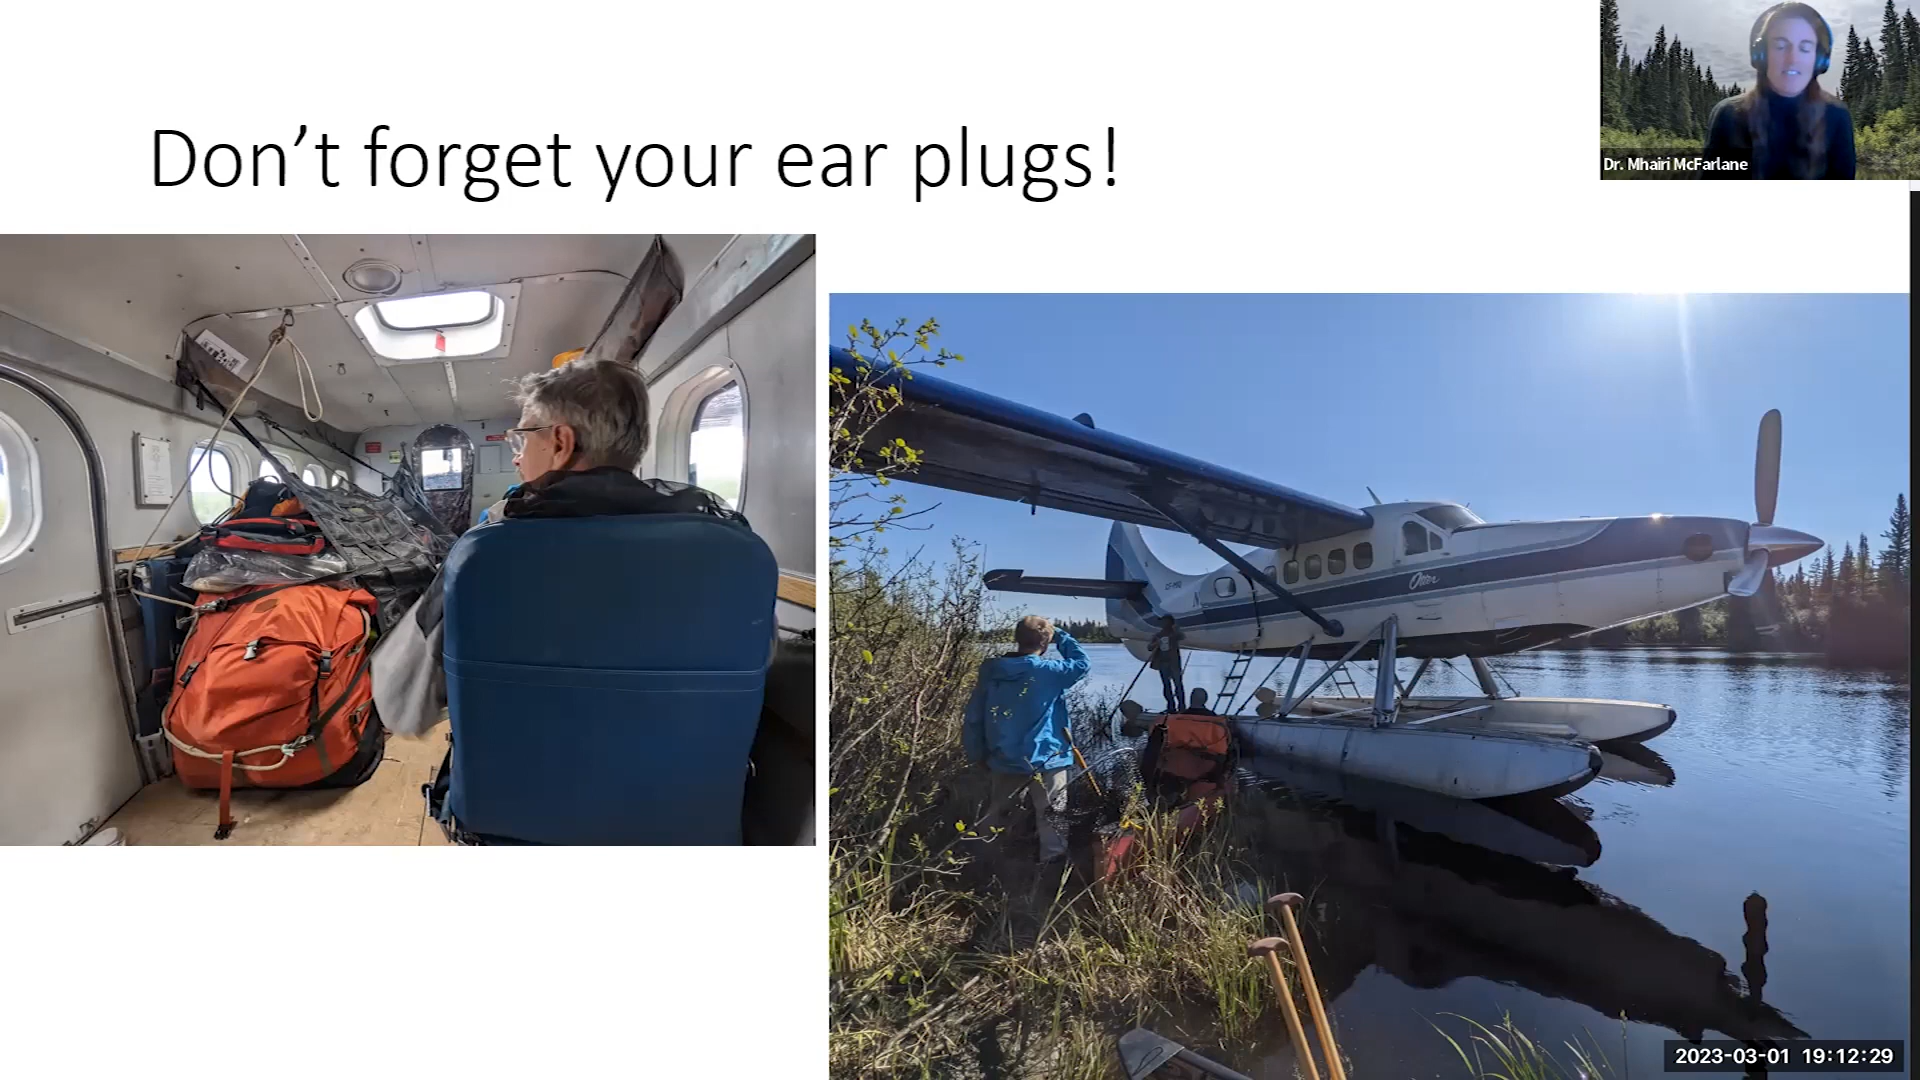 Don’t forget your ear plugs!
Dr. Mhairi McFarlane
Otter
2023-03-01 19:12:29